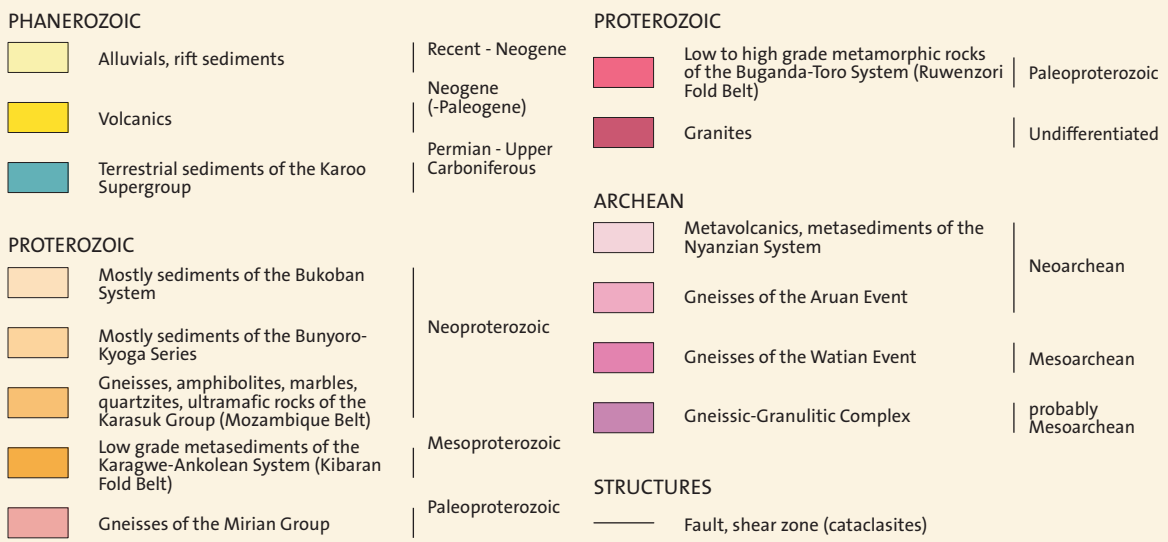 PHANEROZOIC
Alluvials, rift sediments
Recent - Neogene
Volcanics
Neogene
(-Paleogene)
Terrestrial sediments of the Karoo
Supergroup
Permian - Upper
Carboniferous
PROTEROZOIC
Mostly sediments of the Bukoban
System
Mostly sediments of the Bunyoro-
Kyoga Series
Gneisses, amphibolites, marbles,
quartzites, ultramafic rocks of the
Karasuk Group (Mozambique Belt)
Neoproterozoic
Low grade metasediments of the
Karagwe-Ankolean System (Kibaran
Fold Belt)
Mesoproterozoic
Gneisses of the Mirian Group
Paleoproterozoic
PROTEROZOIC
Low to high grade metamorphic rocks
of the Buganda-Toro System (Ruwenzori
Fold Belt)
Paleoproterozoic
Granites
Undifferentiated
ARCHEAN
Metavolcanics, metasediments of the
Nyanzian System
Gneisses of the Aruan Event
Neoarchean
Gneisses of the Watian Event
Mesoarchean
Gneissic-Granulitic Complex
probably
Mesoarchean
STRUCTURES
Fault, shear zone (cataclasites)